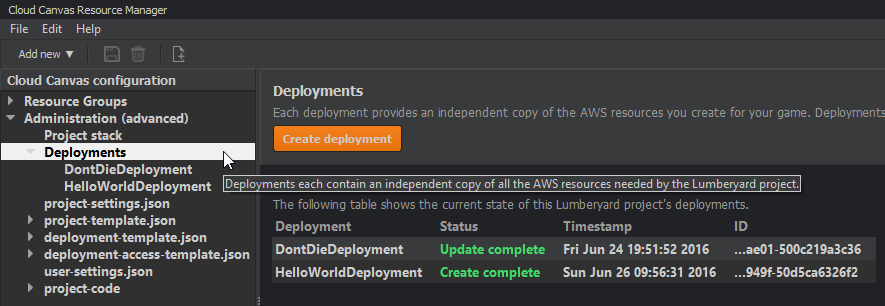 Cloud Canvas Resource Manager
File Edit Help
Add new
Cloud Canvas configuration
Resource Groups
Administration (advanced)
Project stack
Deployments
DontDieDeployment
HelloWorldDeployment
project-settings.json
project-template.json
deployment-template.json
deployment-access-template.json
user-settings.json
project-code
Deployments
Each deployment provides an independent copy of the AWS resources you create for your game. Deployments
Create deployment
Deployments each contain an independent copy of all the AWS resources needed by the Lumberyard project.
The following table shows the current state of this Lumberyard project's deployments.
Deployment Status Timestamp ID
DontDieDeployment Update complete Fri Jun 24 19:51:52 2016 ...ae01-500c219a3c36
HelloWorldDeployment Create complete Sun Jun 26 09:56:31 2016 ...949f-50d5ca6326f2